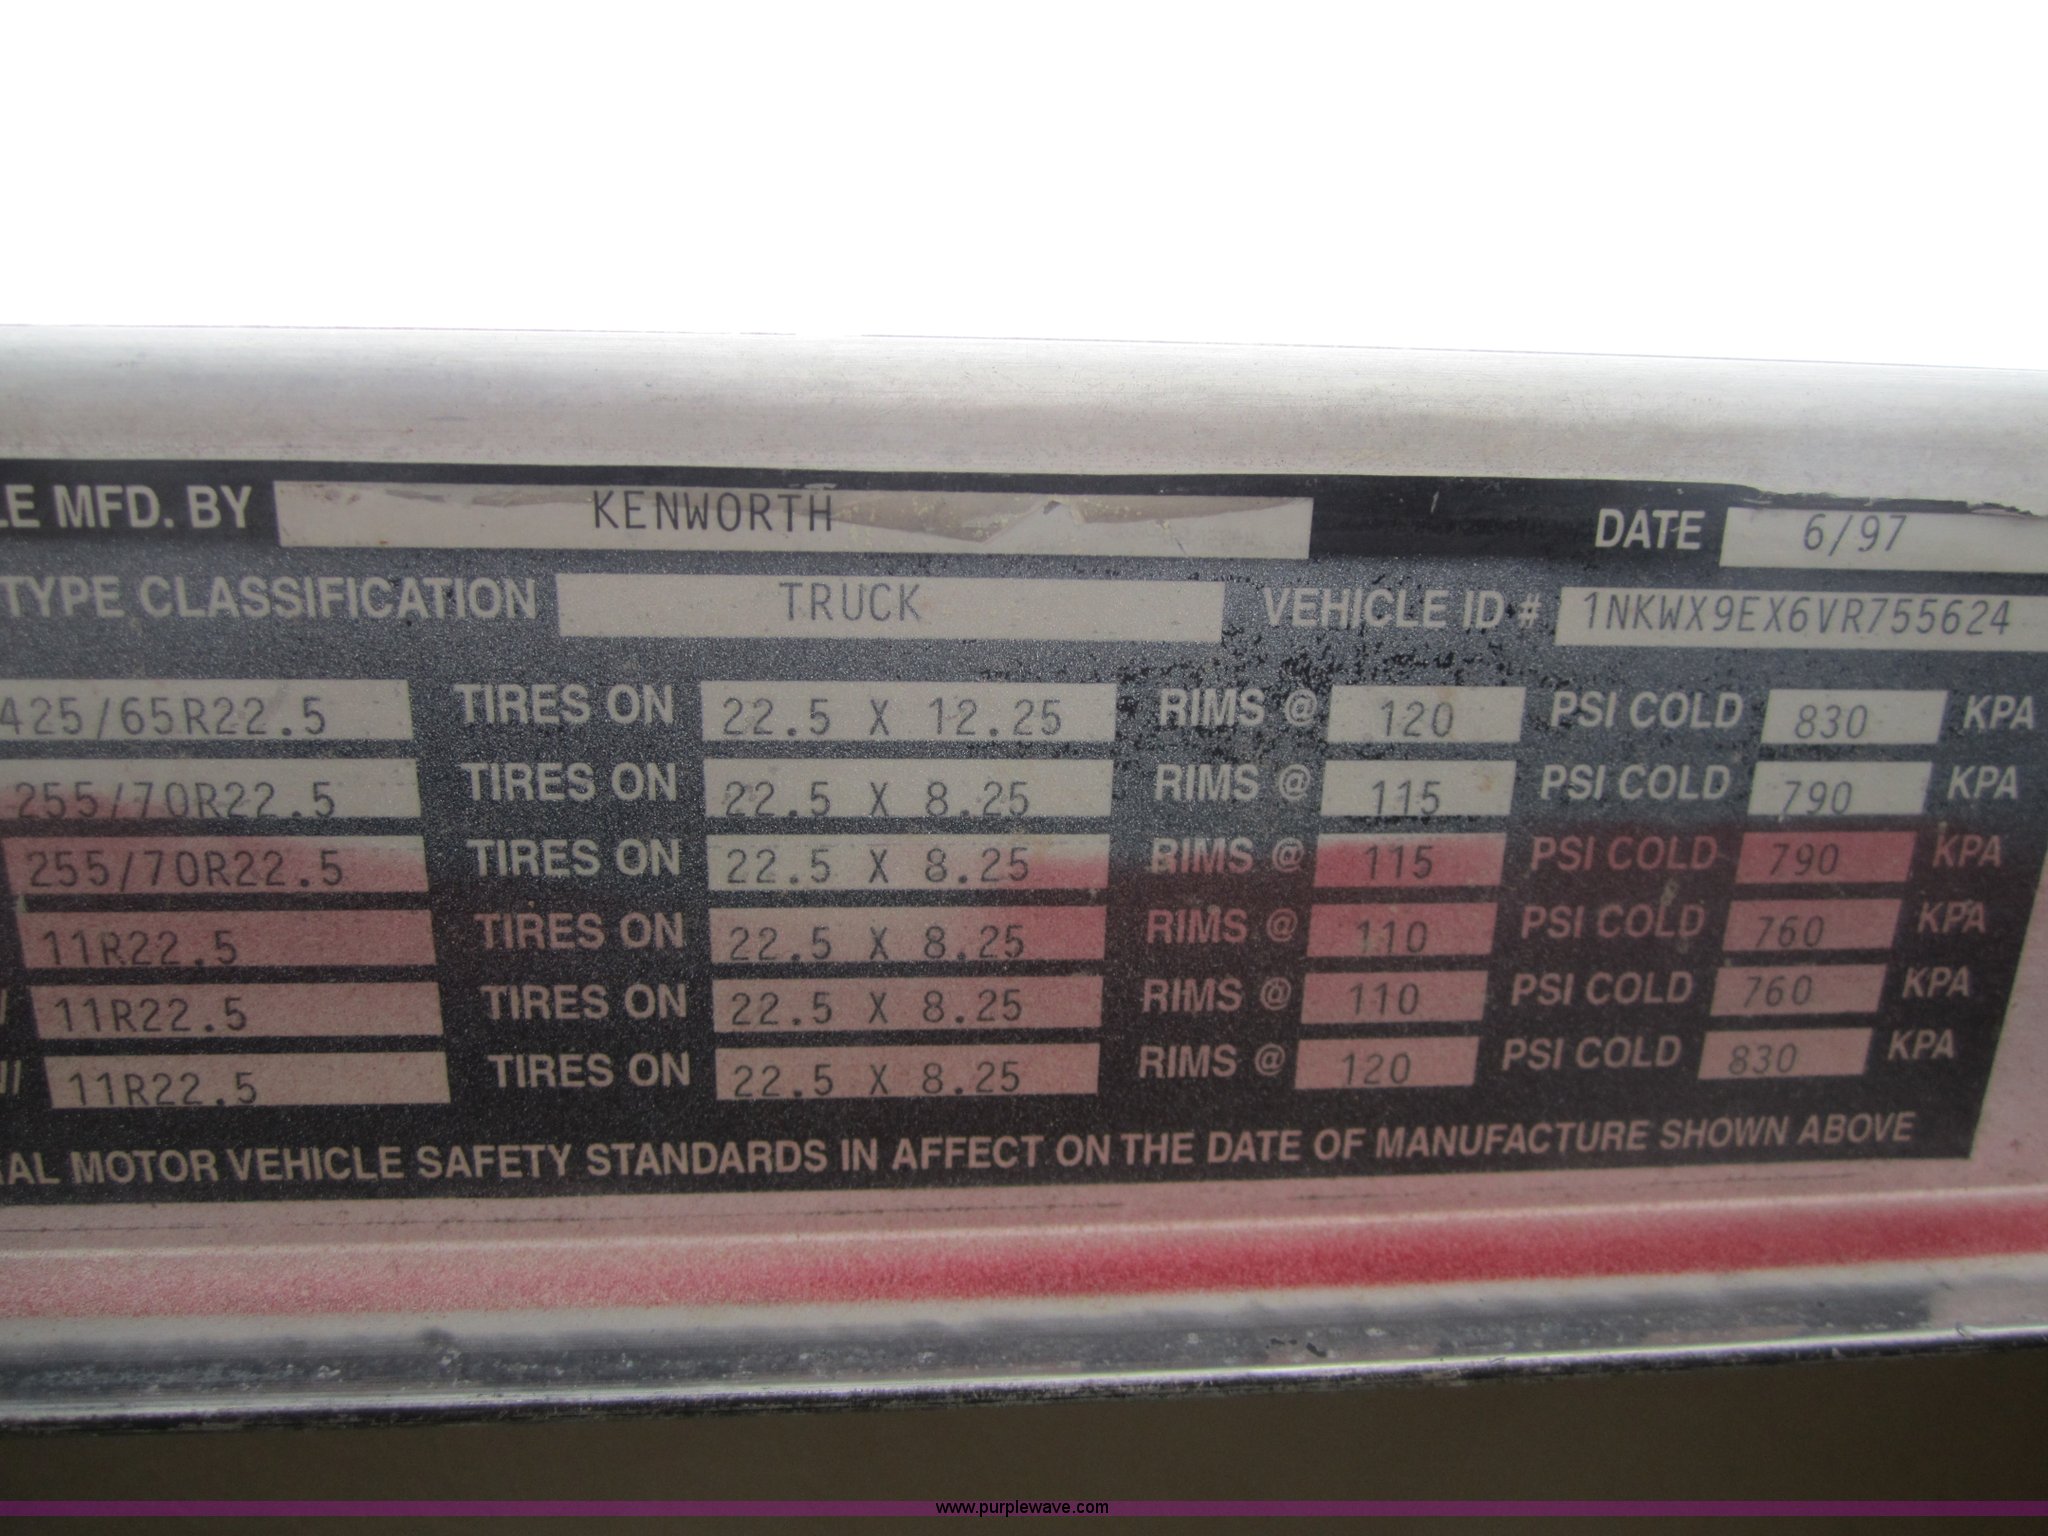 LE MFD. BY KENWORTH DATE 6/97
TYPE CLASSIFICATION TRUCK VEHICLE ID # 1NKWX9EX6VR755624
425/65R22.5 TIRES ON 22.5 X 12.25 RIMS @ 120 PSI COLD 830 KPA
255/70R22.5 TIRES ON 22.5 X 8.25 RIMS @ 115 PSI COLD 790 KPA
255/70R22.5 TIRES ON 22.5 X 8.25 RIMS @ 115 PSI COLD 790 KPA
11R22.5 TIRES ON 22.5 X 8.25 RIMS @ 110 PSI COLD 760 KPA
11R22.5 TIRES ON 22.5 X 8.25 RIMS @ 110 PSI COLD 760 KPA
11R22.5 TIRES ON 22.5 X 8.25 RIMS @ 120 PSI COLD 830 KPA
RAL MOTOR VEHICLE SAFETY STANDARDS IN AFFECT ON THE DATE OF MANUFACTURE SHOWN ABOVE
www.purplewave.com